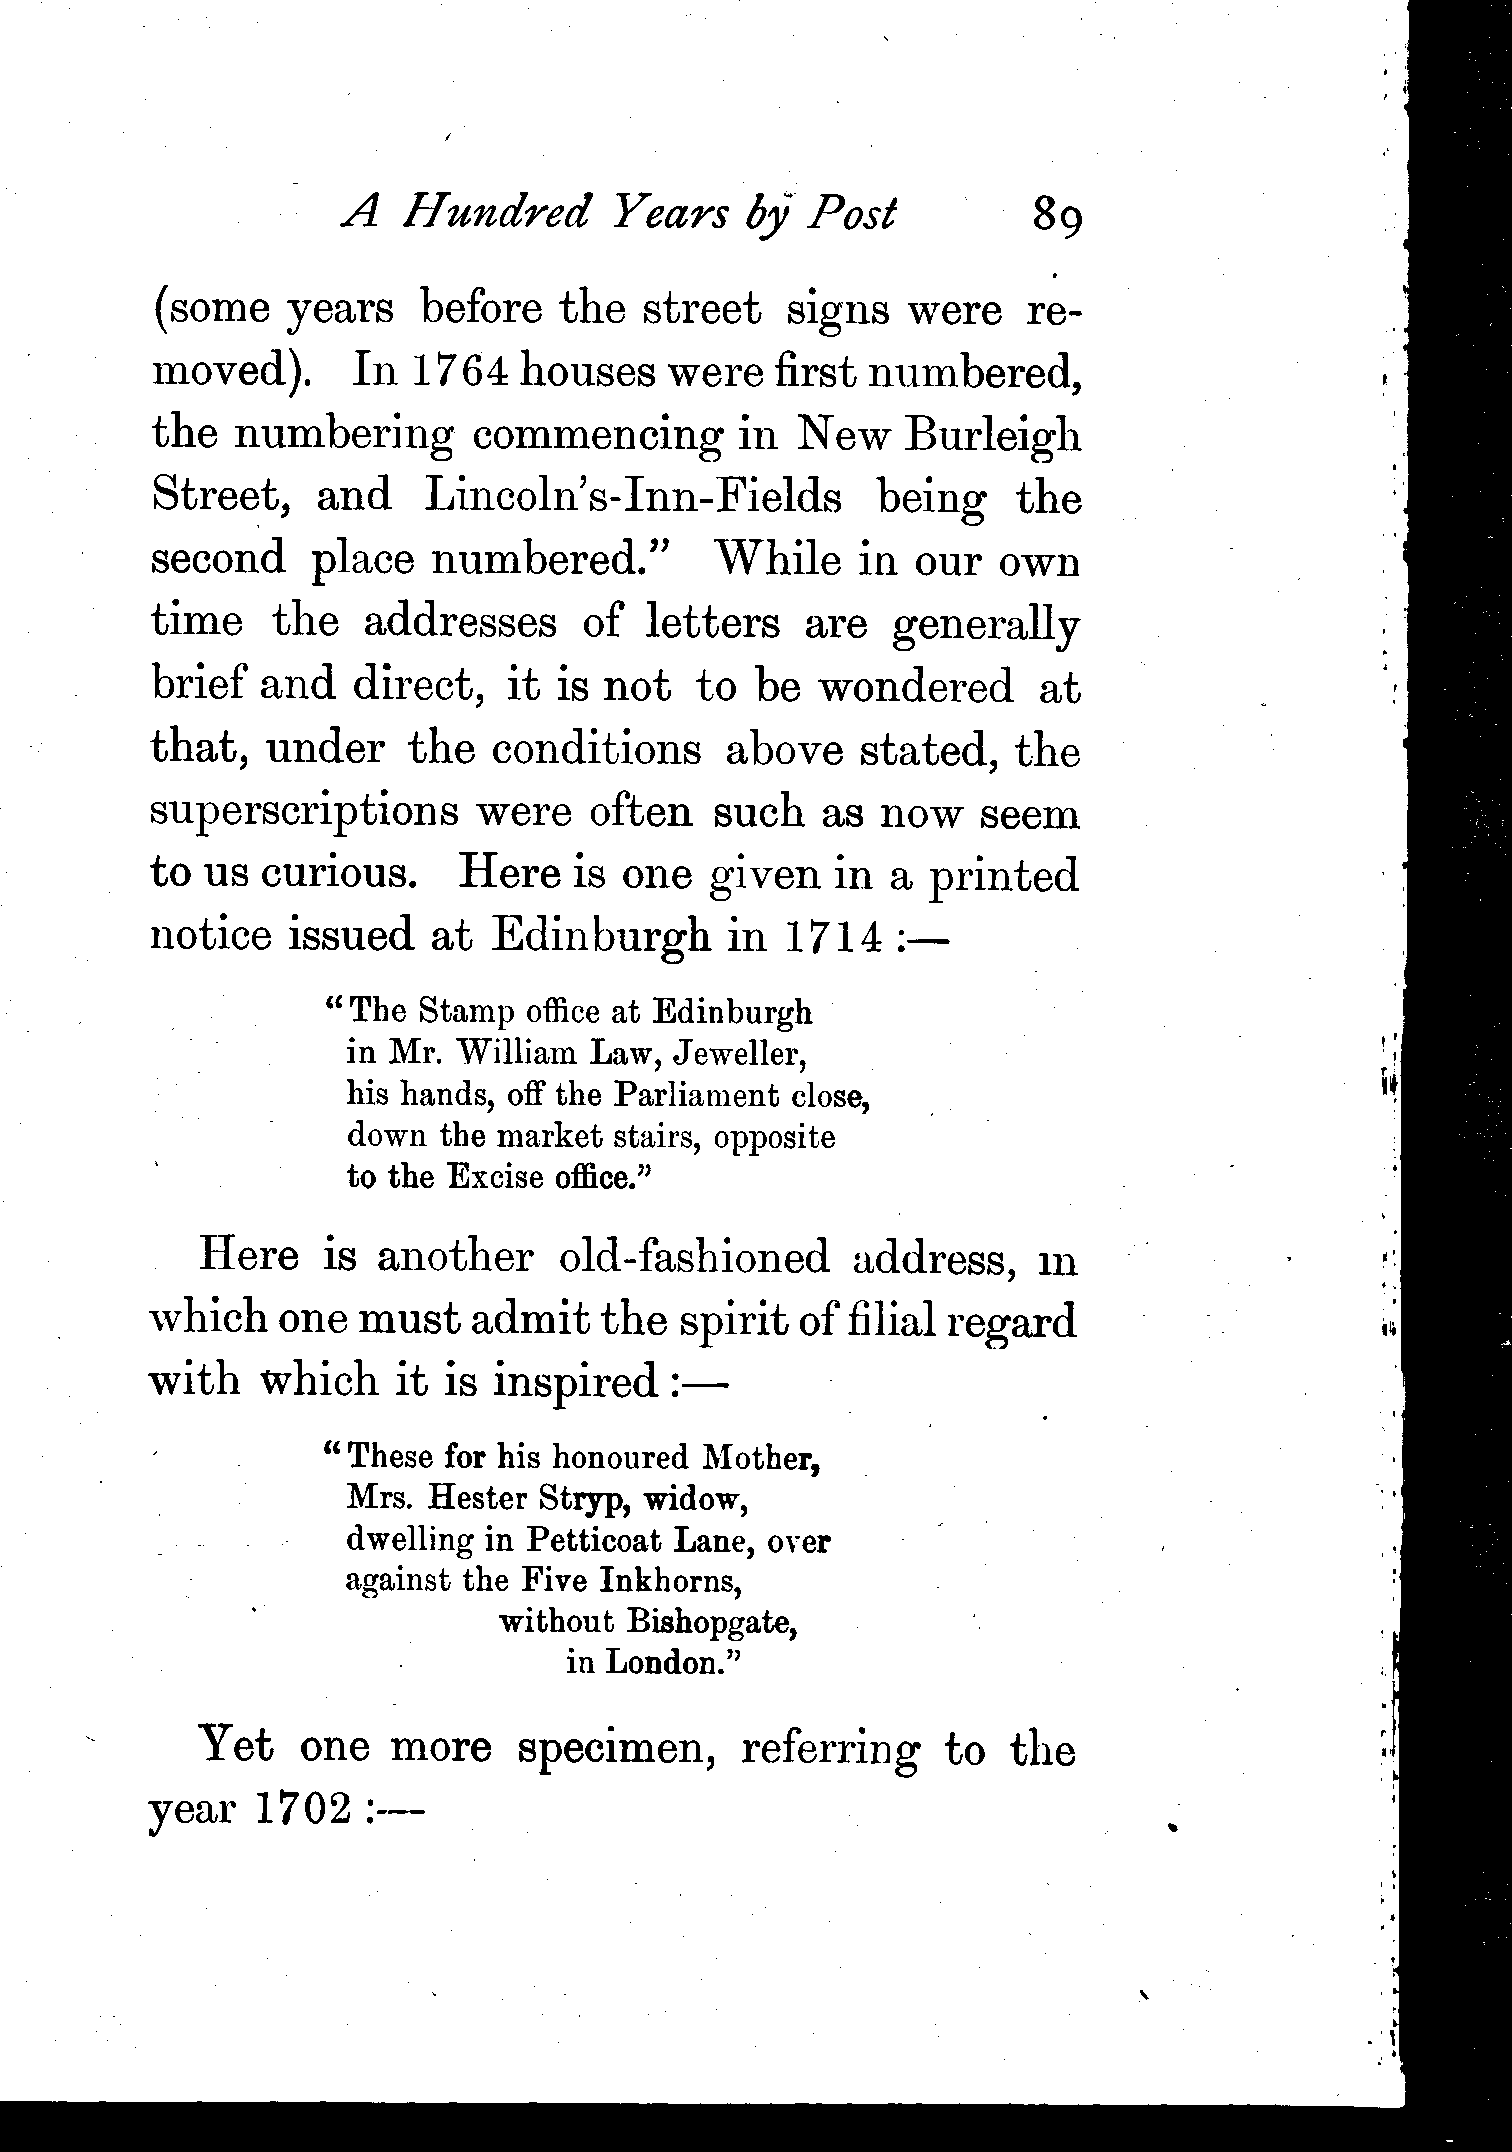 A Hundred Years by Post 89
(some years before the street signs were re-
moved). In 1764 houses were first numbered,
the numbering commencing in New Burleigh
Street, and Lincoln's-Inn-Fields being the
second place numbered." While in our own
time the addresses of letters are generally
brief and direct, it is not to be wondered at
that, under the conditions above stated, the
superscriptions were often such as now seem
to us curious. Here is one given in a printed
notice issued at Edinburgh in 1714 :—
"The Stamp office at Edinburgh
in Mr. William Law, Jeweller,
his hands, off the Parliament close,
down the market stairs, opposite
to the Excise office."
Here is another old-fashioned address, in
which one must admit the spirit of filial regard
with which it is inspired :—
"These for his honoured Mother,
Mrs. Hester Stryp, widow,
dwelling in Petticoat Lane, over
against the Five Inkhorns,
without Bishopgate,
in London."
Yet one more specimen, referring to the
year 1702 :—